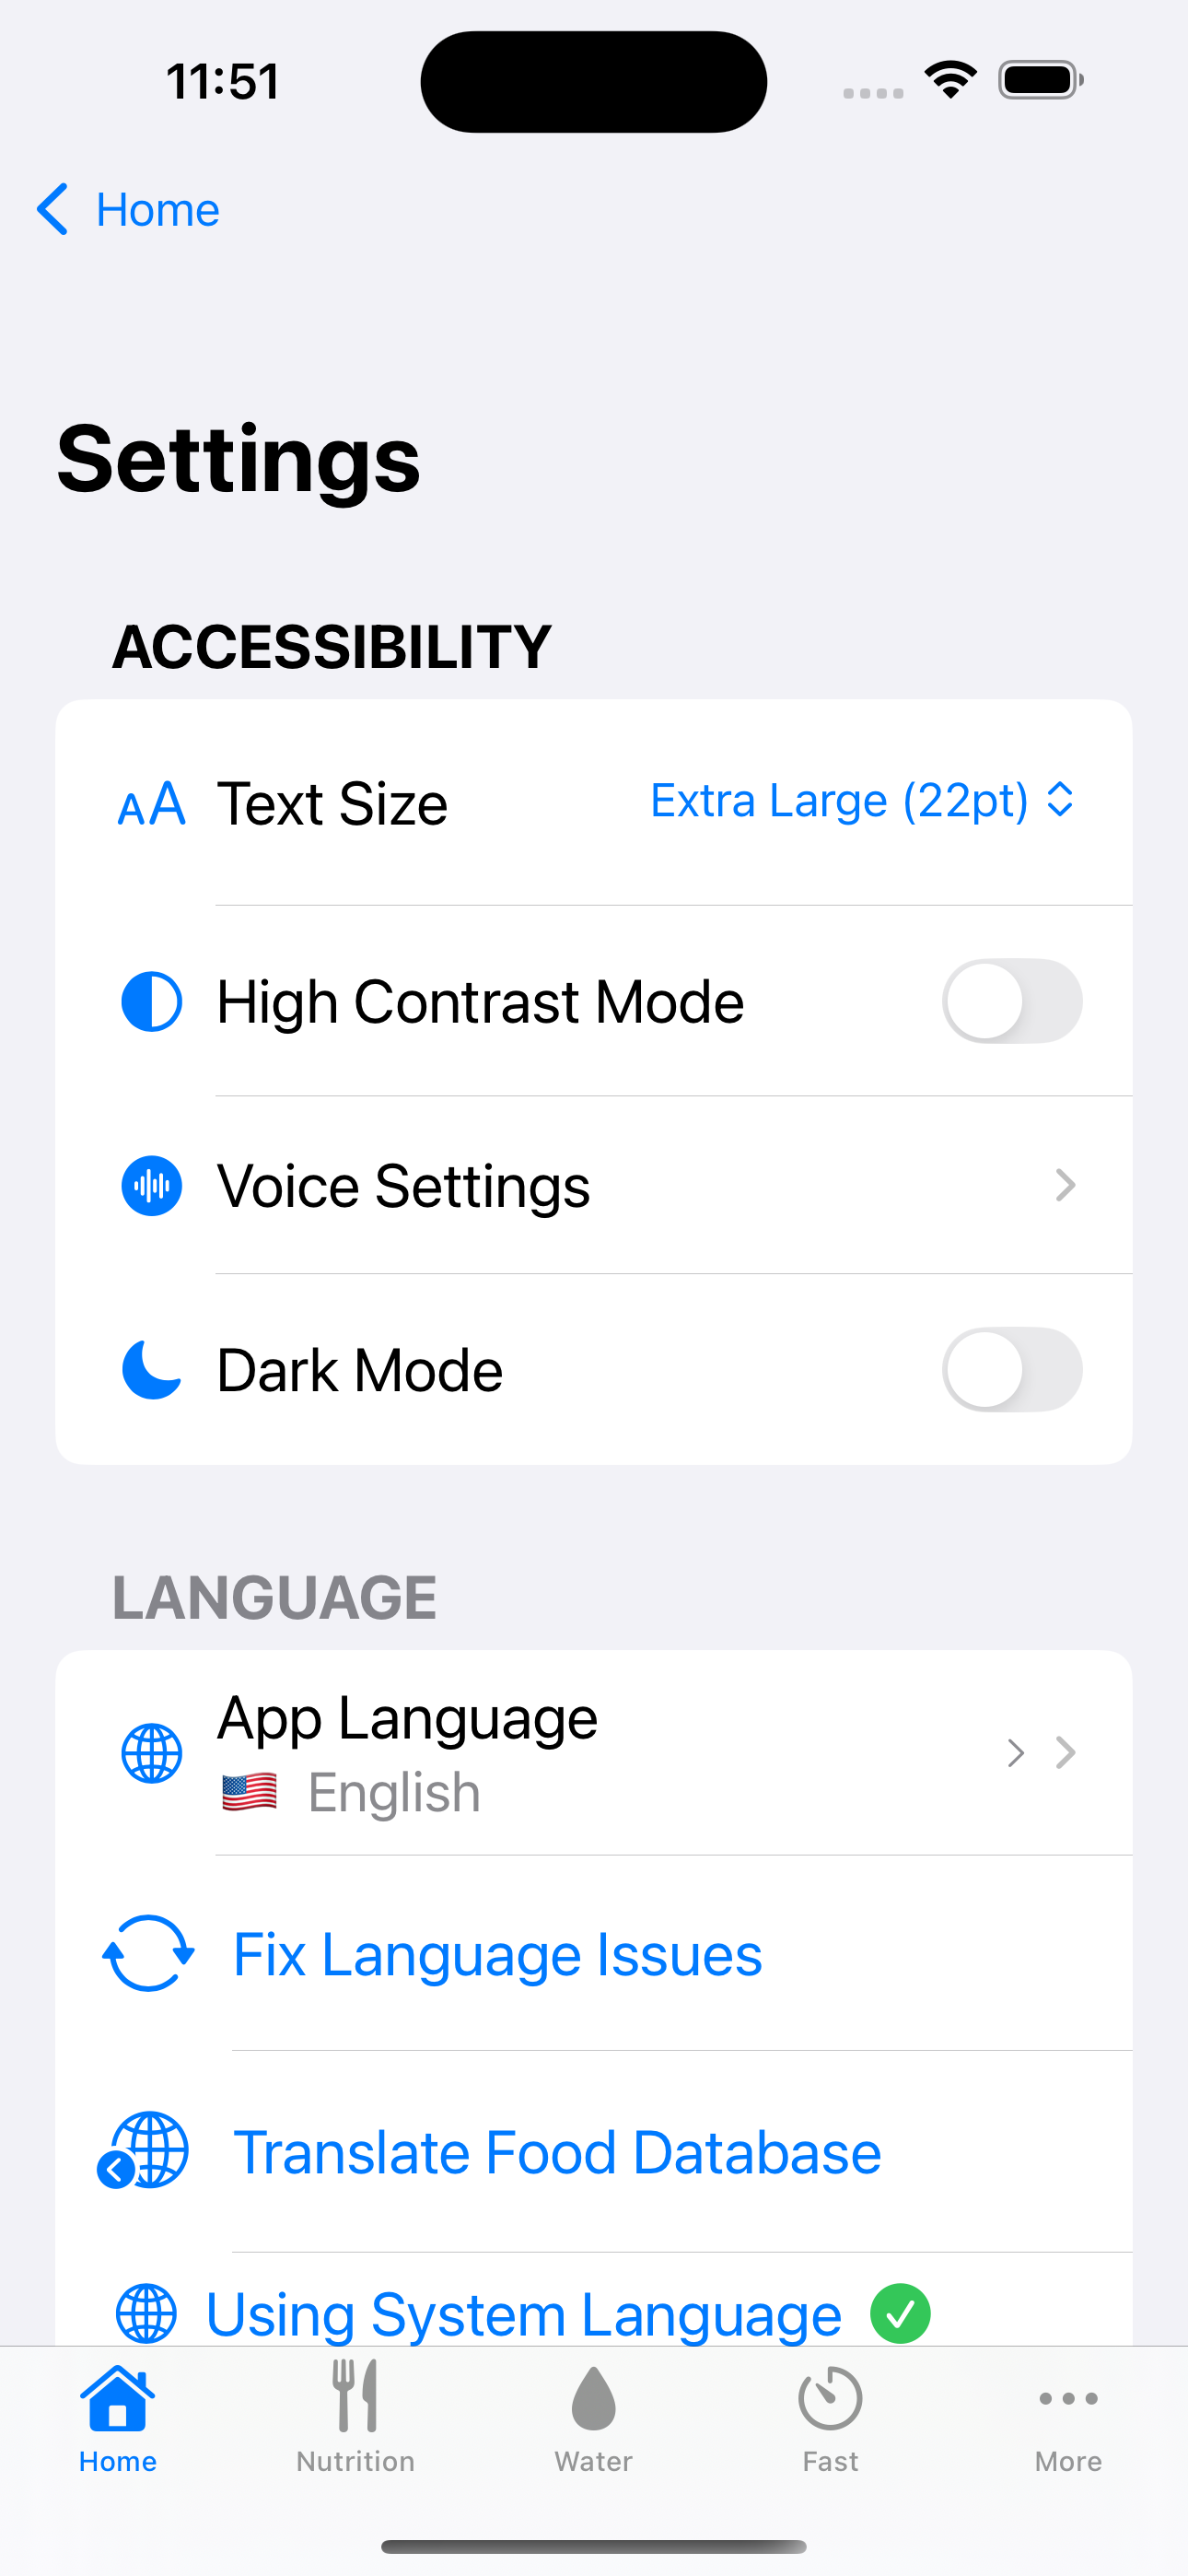 11:51
Home
Settings
ACCESSIBILITY
Text Size
Extra Large (22pt)
High Contrast Mode
Voice Settings
Dark Mode
LANGUAGE
App Language
🇺🇸 English
Fix Language Issues
Translate Food Database
Using System Language
Home
Nutrition
Water
Fast
More